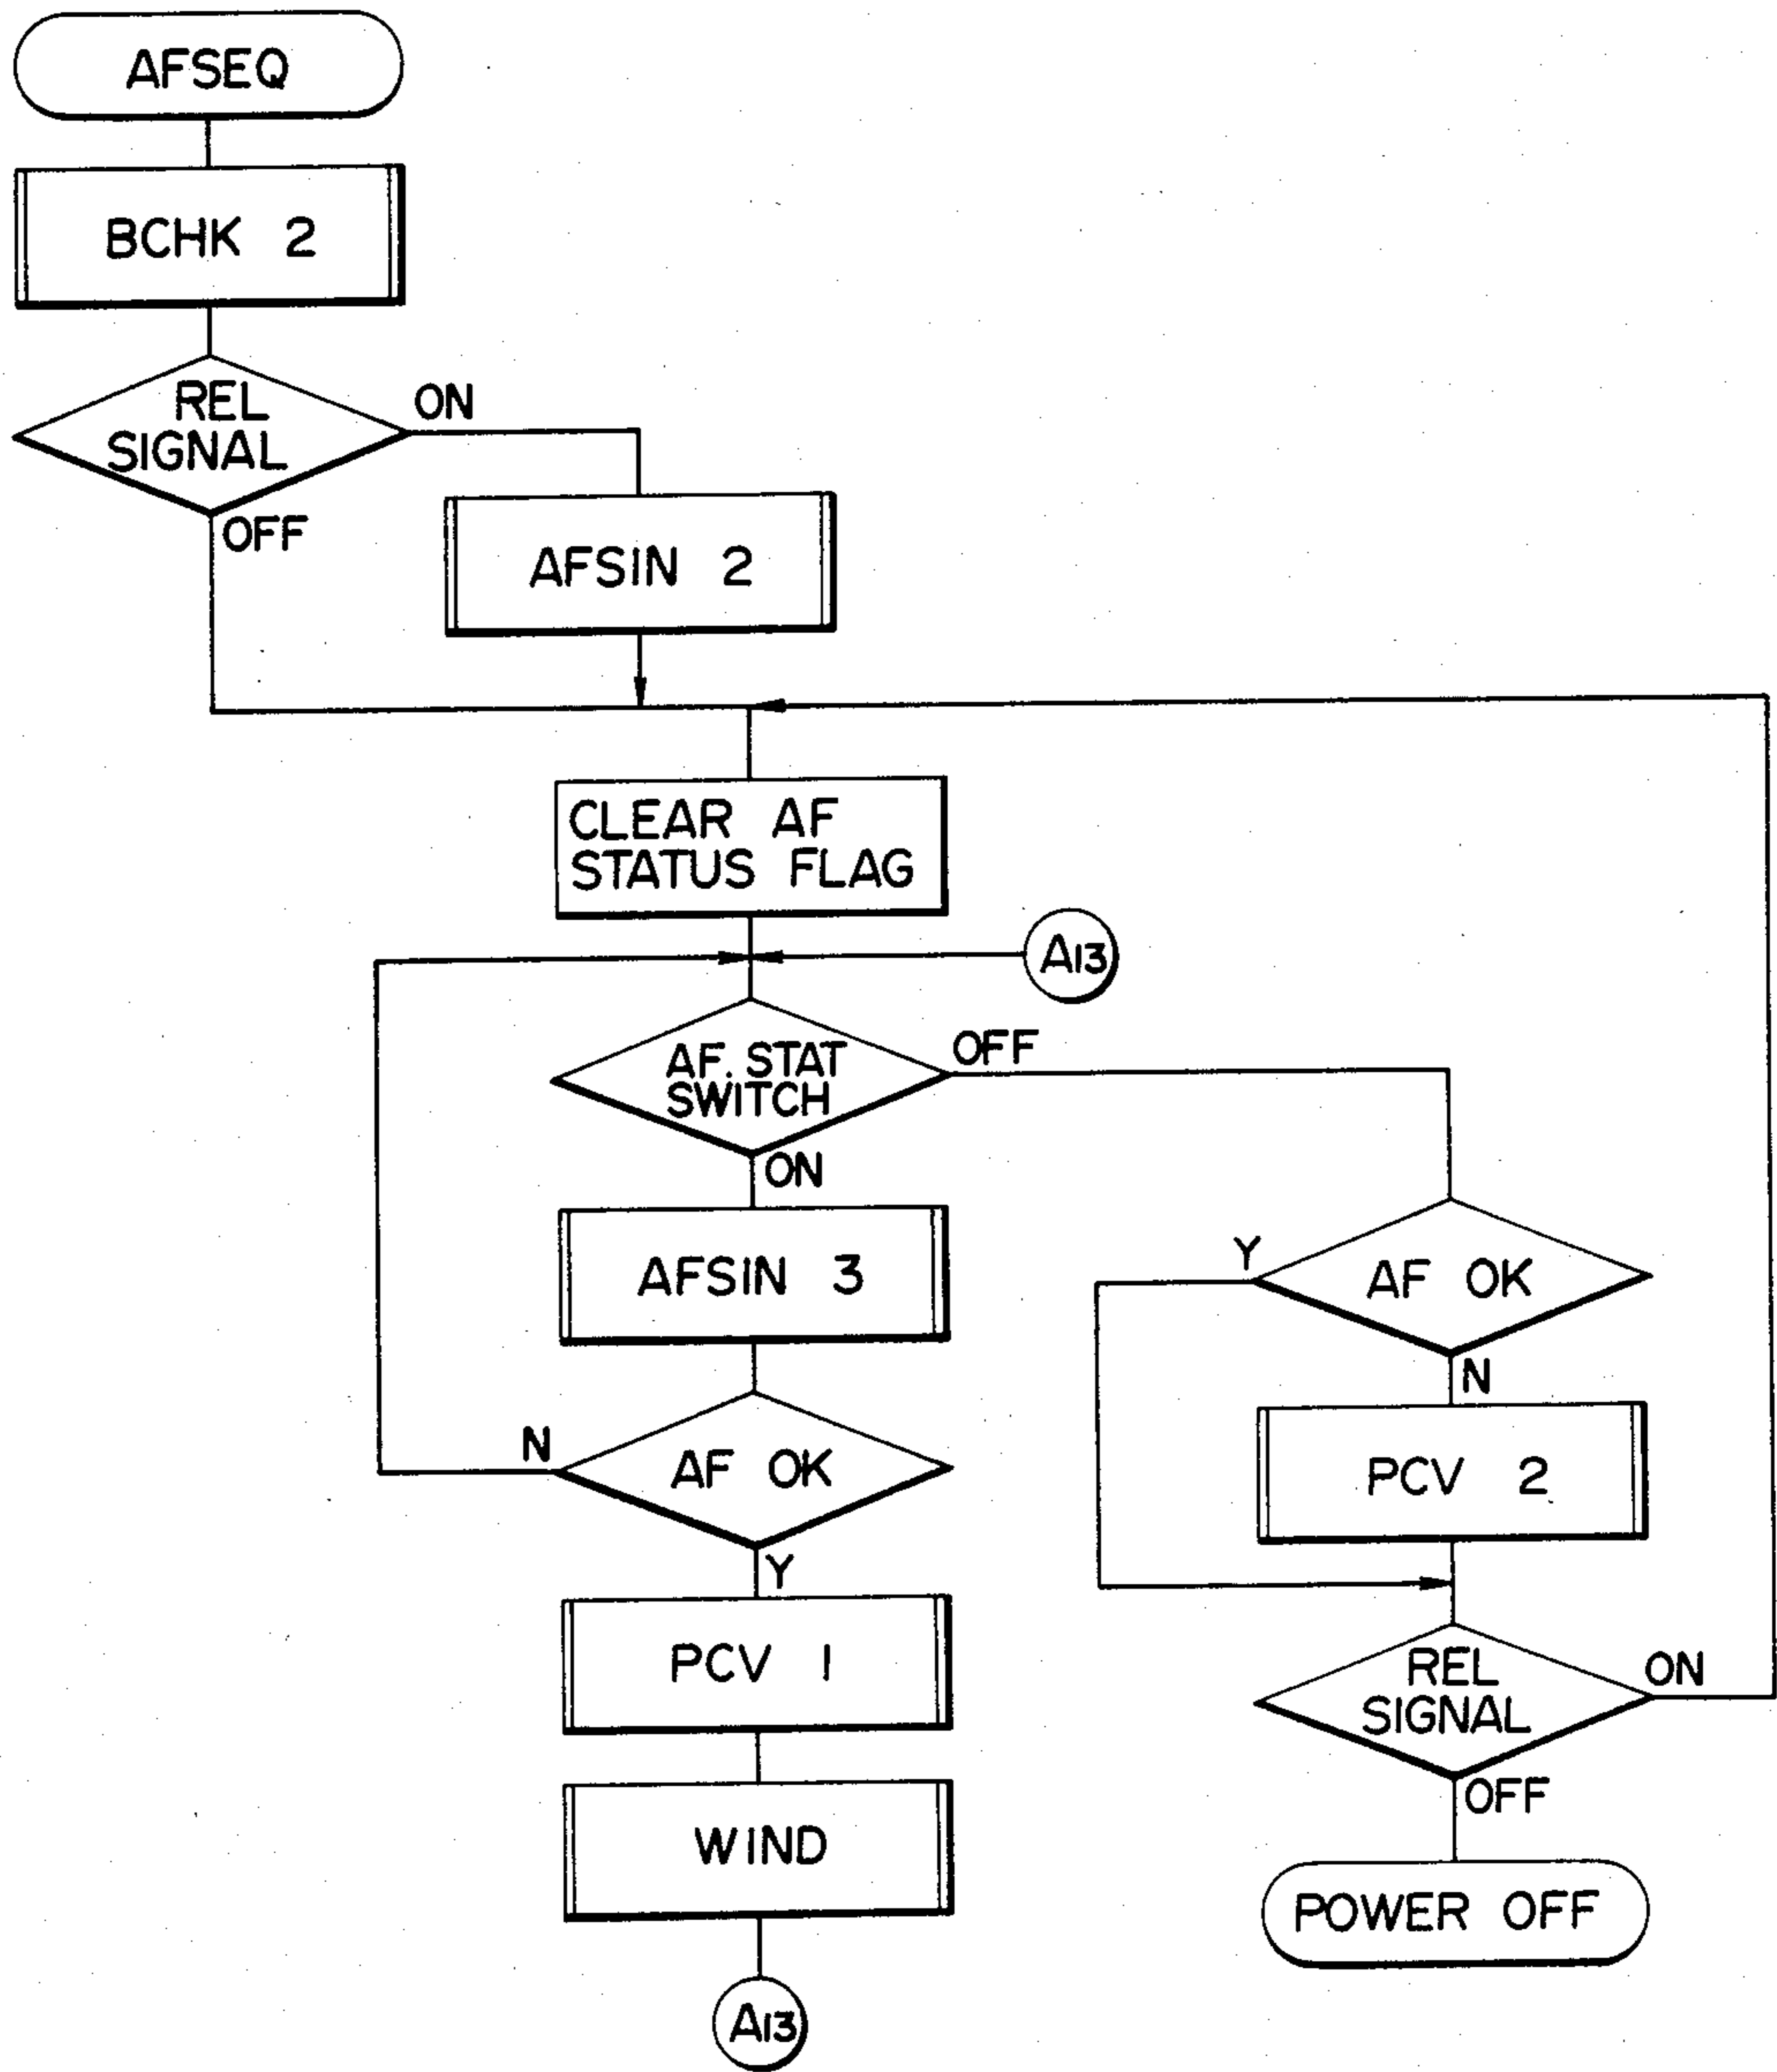 AFSEQ
BCHK 2
REL
SIGNAL
ON
OFF
AFSIN 2
CLEAR AF
STATUS FLAG
A13
AF. STAT
SWITCH
OFF
ON
AFSIN 3
Y
AF OK
N
N
AF OK
Y
PCV 2
PCV 1
REL
SIGNAL
ON
OFF
WIND
POWER OFF
A13